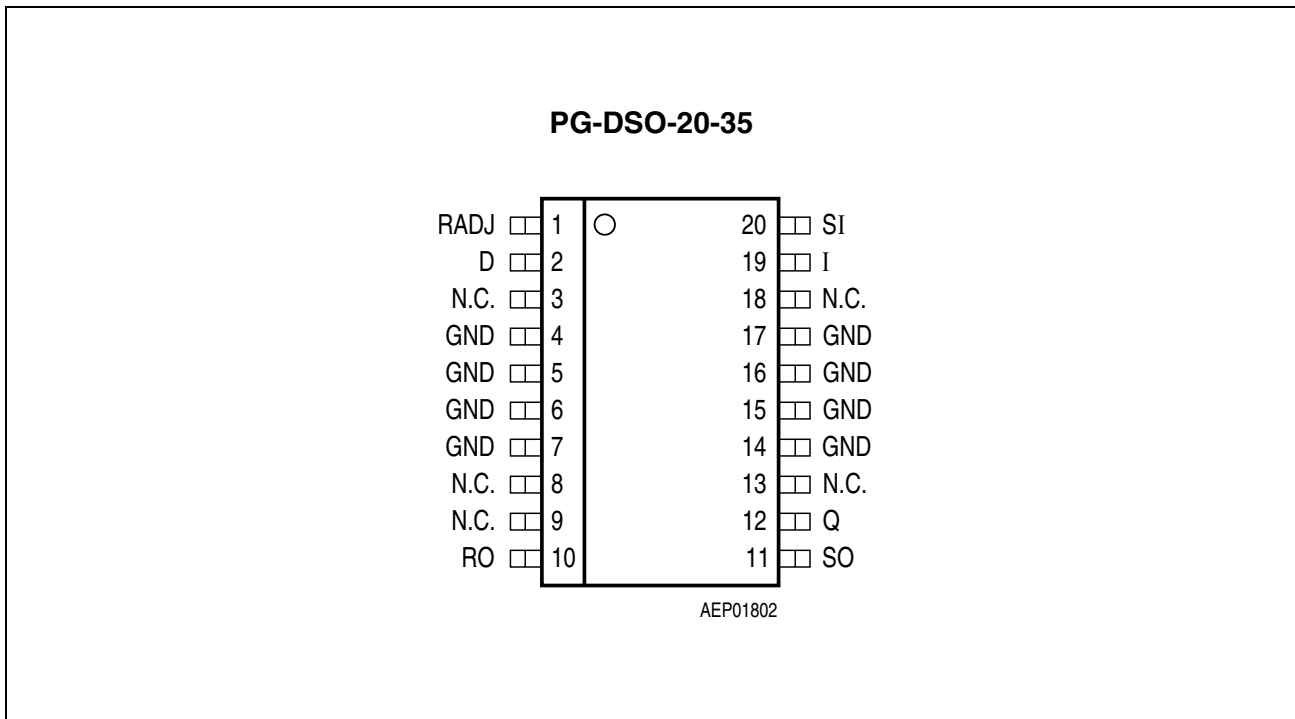 PG-DSO-20-35
RADJ 1 20 SI
D 2 19 I
N.C. 3 18 N.C.
GND 4 17 GND
GND 5 16 GND
GND 6 15 GND
GND 7 14 GND
N.C. 8 13 N.C.
N.C. 9 12 Q
RO 10 11 SO
AEP01802